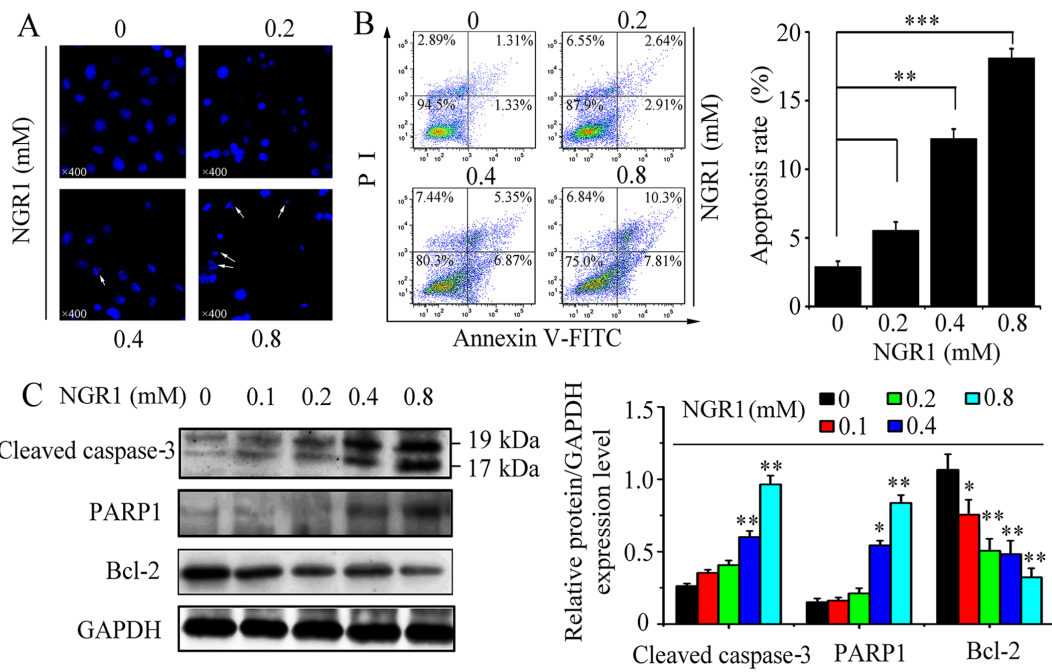 A
0
0.2
NGR1 (mM)
×400
×400
×400
×400
0.4
0.8
B
0
0.2
2.89%
1.31%
94.5%
1.33%
6.55%
2.64%
87.9%
2.91%
0.4
0.8
7.44%
5.35%
80.3%
6.87%
6.84%
10.3%
75.0%
7.81%
P I
Annexin V-FITC
NGR1 (mM)
***
**
20
15
10
5
0
Apoptosis rate (%)
0 0.2 0.4 0.8
NGR1 (mM)
C
NGR1 (mM) 0 0.1 0.2 0.4 0.8
Cleaved caspase-3
19 kDa
17 kDa
PARP1
Bcl-2
GAPDH
NGR1 (mM)
0
0.2
0.8
0.1
0.4
Relative protein/GAPDH
expression level
1.5
1.0
0.5
0.0
**
**
*
**
*
**
**
**
Cleaved caspase-3 PARP1 Bcl-2